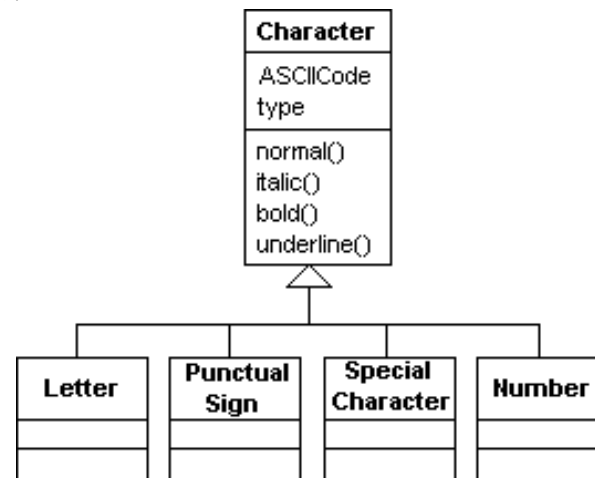 Character
ASCIICode
type
normal()
italic()
bold()
underline()
Letter
Punctual
Sign
Special
Character
Number